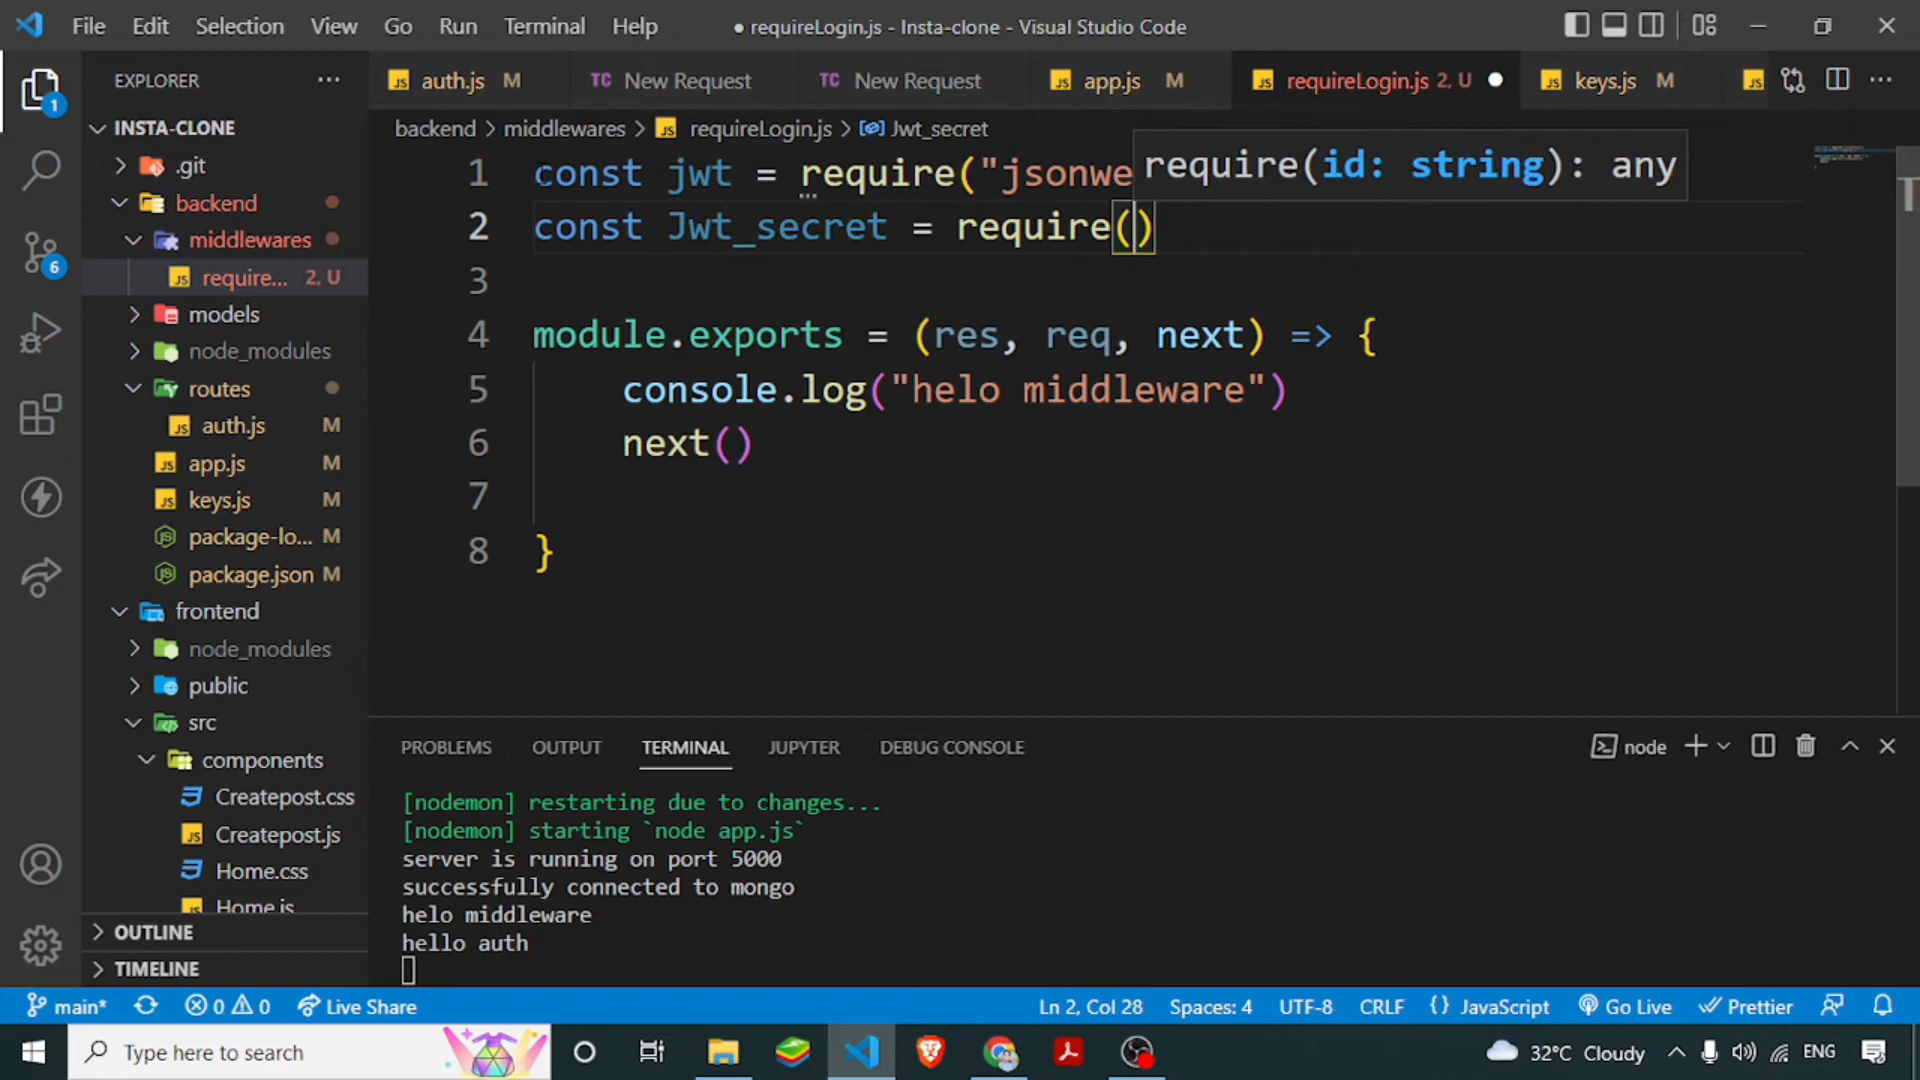 File Edit Selection View Go Run Terminal Help
● requireLogin.js - Insta-clone - Visual Studio Code
EXPLORER
auth.js M
TC New Request
TC New Request
app.js M
requireLogin.js 2, U
keys.js M
backend > middlewares > requireLogin.js > Jwt_secret
INSTA-CLONE
.git
backend
middlewares
require... 2, U
models
node_modules
routes
auth.js M
app.js M
keys.js M
package-lo... M
package.json M
frontend
node_modules
public
src
components
Createpost.css
Createpost.js
Home.css
Home.js
OUTLINE
TIMELINE
1
6
1 const jwt = require("jsonwe
require(id: string): any
2 const Jwt_secret = require()
3
4 module.exports = (res, req, next) => {
5 console.log("helo middleware")
6 next()
7
8 }
PROBLEMS OUTPUT TERMINAL JUPYTER DEBUG CONSOLE
node
[nodemon] restarting due to changes...
[nodemon] starting `node app.js`
server is running on port 5000
successfully connected to mongo
helo middleware
hello auth
main* 0 0 Live Share
Ln 2, Col 28 Spaces: 4 UTF-8 CRLF {} JavaScript Go Live Prettier
Type here to search
32°C Cloudy
ENG